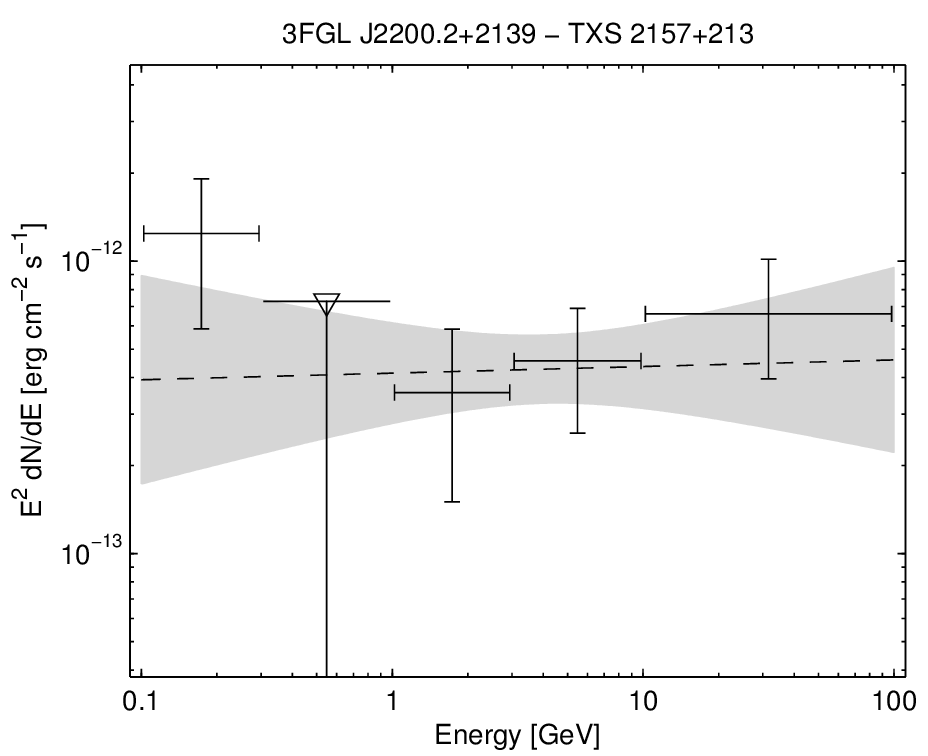 3FGL J2200.2+2139 − TXS 2157+213
E² dN/dE [erg cm⁻² s⁻¹]
10⁻¹²
10⁻¹³
0.1 1 10 100
Energy [GeV]